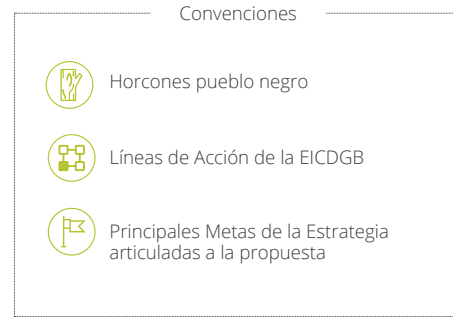 Convenciones
Horcones pueblo negro
Líneas de Acción de la EICDGB
Principales Metas de la Estrategia
articuladas a la propuesta